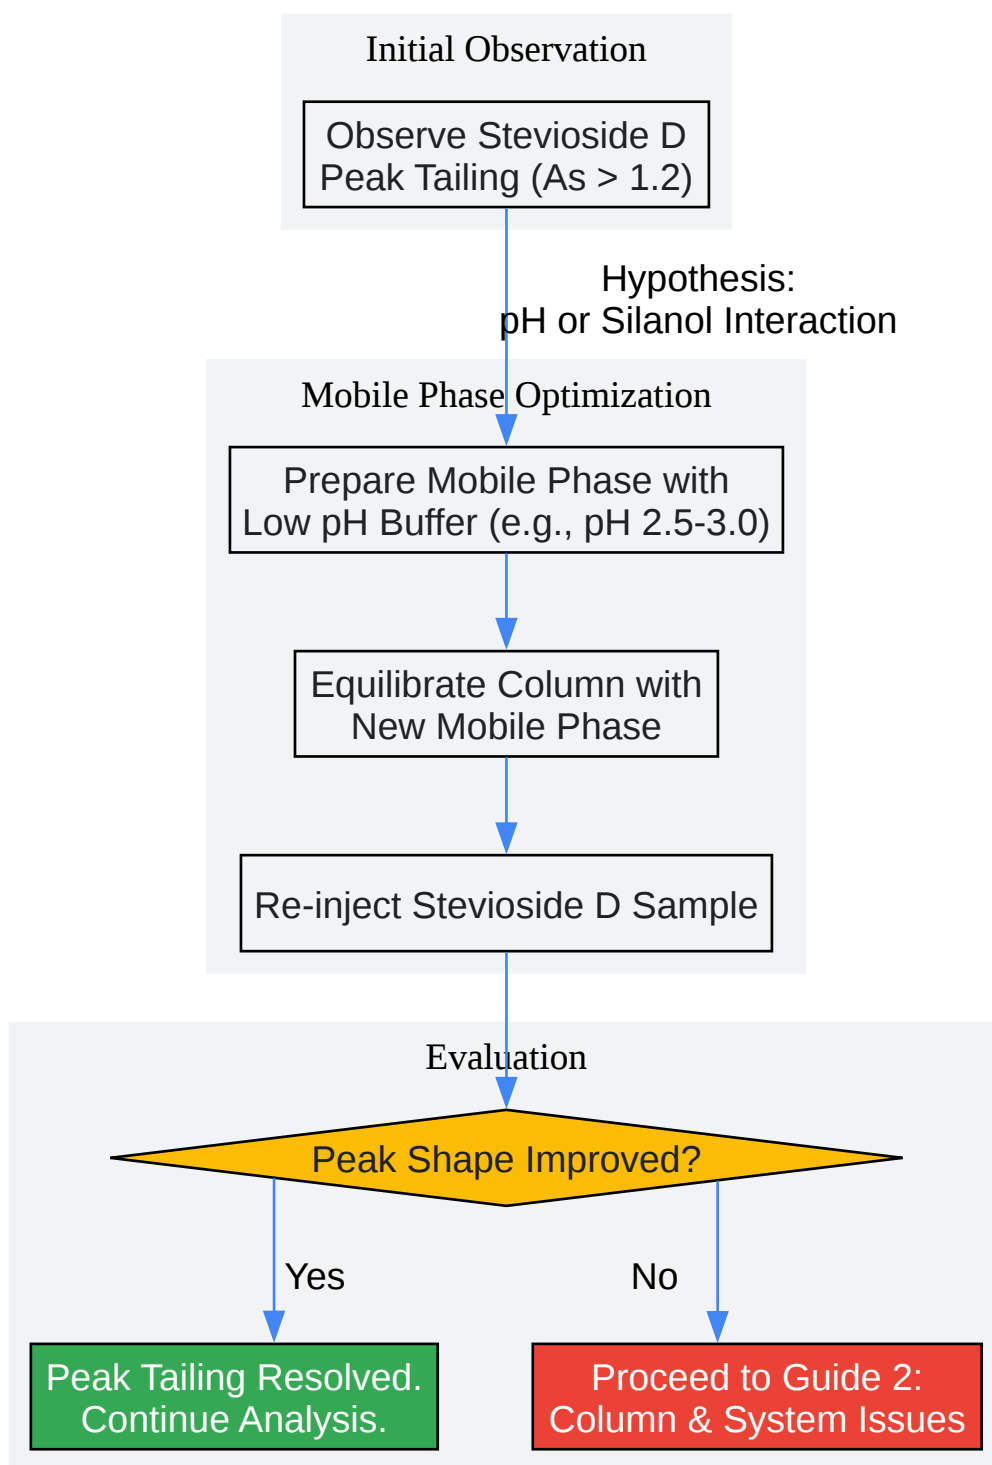 Initial Observation
Observe Stevioside D
Peak Tailing (As > 1.2)
Hypothesis:
pH or Silanol Interaction
Mobile Phase Optimization
Prepare Mobile Phase with
Low pH Buffer (e.g., pH 2.5-3.0)
Equilibrate Column with
New Mobile Phase
Re-inject Stevioside D Sample
Evaluation
Peak Shape Improved?
Yes
No
Peak Tailing Resolved.
Continue Analysis.
Proceed to Guide 2:
Column & System Issues